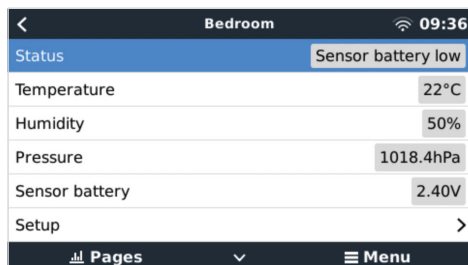 Bedroom 09:36
Status Sensor battery low
Temperature 22°C
Humidity 50%
Pressure 1018.4hPa
Sensor battery 2.40V
Setup
Pages Menu